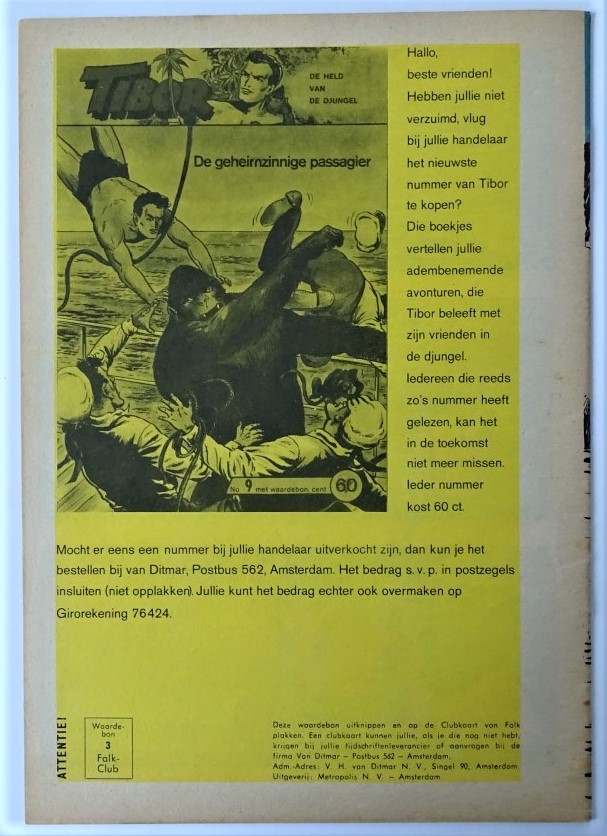 TIBOR
DE HELD
VAN
DE DJUNGEL
De geheimzinnige passagier
No. 9 met waardebon, cent 60
Hallo,
beste vrienden!
Hebben jullie niet
verzuimd, vlug
bij jullie handelaar
het nieuwste
nummer van Tibor
te kopen?
Die boekjes
vertellen jullie
adembenemende
avonturen, die
Tibor beleeft met
zijn vrienden in
de djungel.
Iedereen die reeds
zo's nummer heeft
gelezen, kan het
in de toekomst
niet meer missen.
Ieder nummer
kost 60 ct.
Mocht er eens een nummer bij jullie handelaar uitverkocht zijn, dan kun je het
bestellen bij van Ditmar, Postbus 562, Amsterdam. Het bedrag s.v.p. in postzegels
insluiten (niet opplakken). Jullie kunt het bedrag echter ook overmaken op
Girorekening 76424.
ATTENTIE!
Waarde-
bon
3
Falk-
Club
Deze waardebon uitknippen en op de Clubkaart van Falk
plakken. Een clubkaart kunnen jullie, als je die nog niet hebt,
krijgen bij jullie tijdschriftenleverancier of aanvragen bij de
firma Van Ditmar – Postbus 562 – Amsterdam.
Adm.-Adres: V. H. van Ditmar N. V., Singel 90, Amsterdam.
Uitgeverij: Metropolis N. V. – Amsterdam